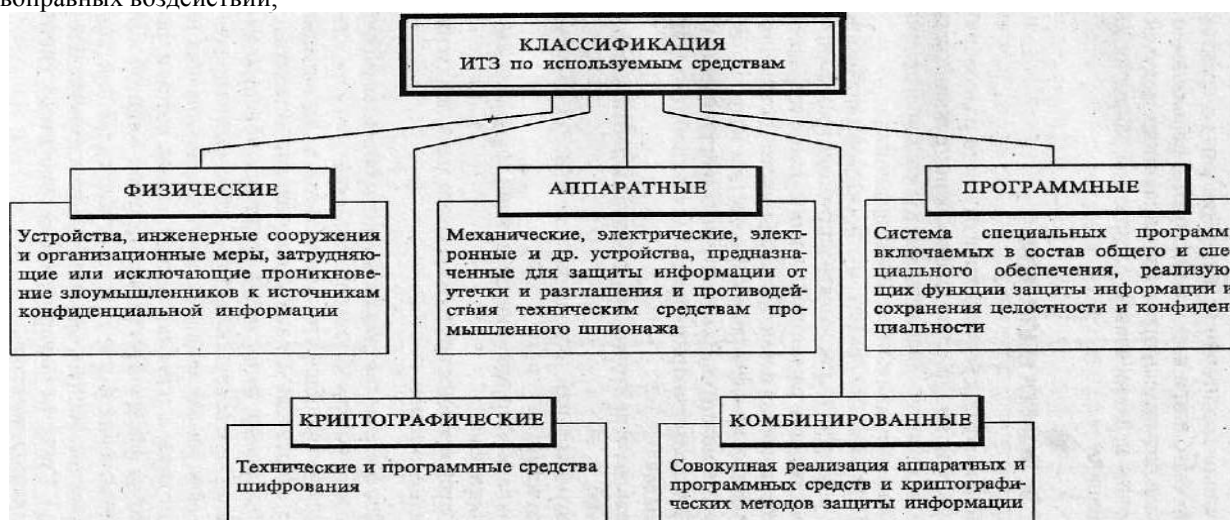 воправных воздействий;
КЛАССИФИКАЦИЯ
ИТЗ по используемым средствам
ФИЗИЧЕСКИЕ
Устройства, инженерные сооружения
и организационные меры, затрудняю-
щие или исключающие проникнове-
ние злоумышленников к источникам
конфиденциальной информации
АППАРАТНЫЕ
Механические, электрические, элект-
ронные и др. устройства, предназна-
ченные для защиты информации от
утечки и разглашения и противодей-
ствия техническим средствам про-
мышленного шпионажа
ПРОГРАММНЫЕ
Система специальных программ
включаемых в состав общего и спе
циального обеспечения, реализую
щих функции защиты информации и
сохранения целостности и конфиден
циальности
КРИПТОГРАФИЧЕСКИЕ
Технические и программные средства
шифрования
КОМБИНИРОВАННЫЕ
Совокупная реализация аппаратных и
программных средств и криптографи-
ческих методов защиты информации